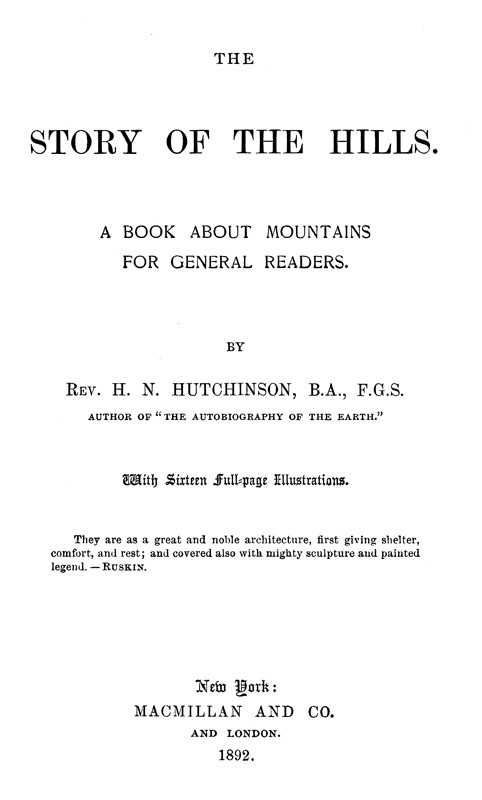 THE
STORY OF THE HILLS.
A BOOK ABOUT MOUNTAINS
FOR GENERAL READERS.
BY
REV. H. N. HUTCHINSON, B.A., F.G.S.
AUTHOR OF "THE AUTOBIOGRAPHY OF THE EARTH."
With Sixteen Full-page Illustrations.
They are as a great and noble architecture, first giving shelter,
comfort, and rest; and covered also with mighty sculpture and painted
legend. — RUSKIN.
New York:
MACMILLAN AND CO.
AND LONDON.
1892.